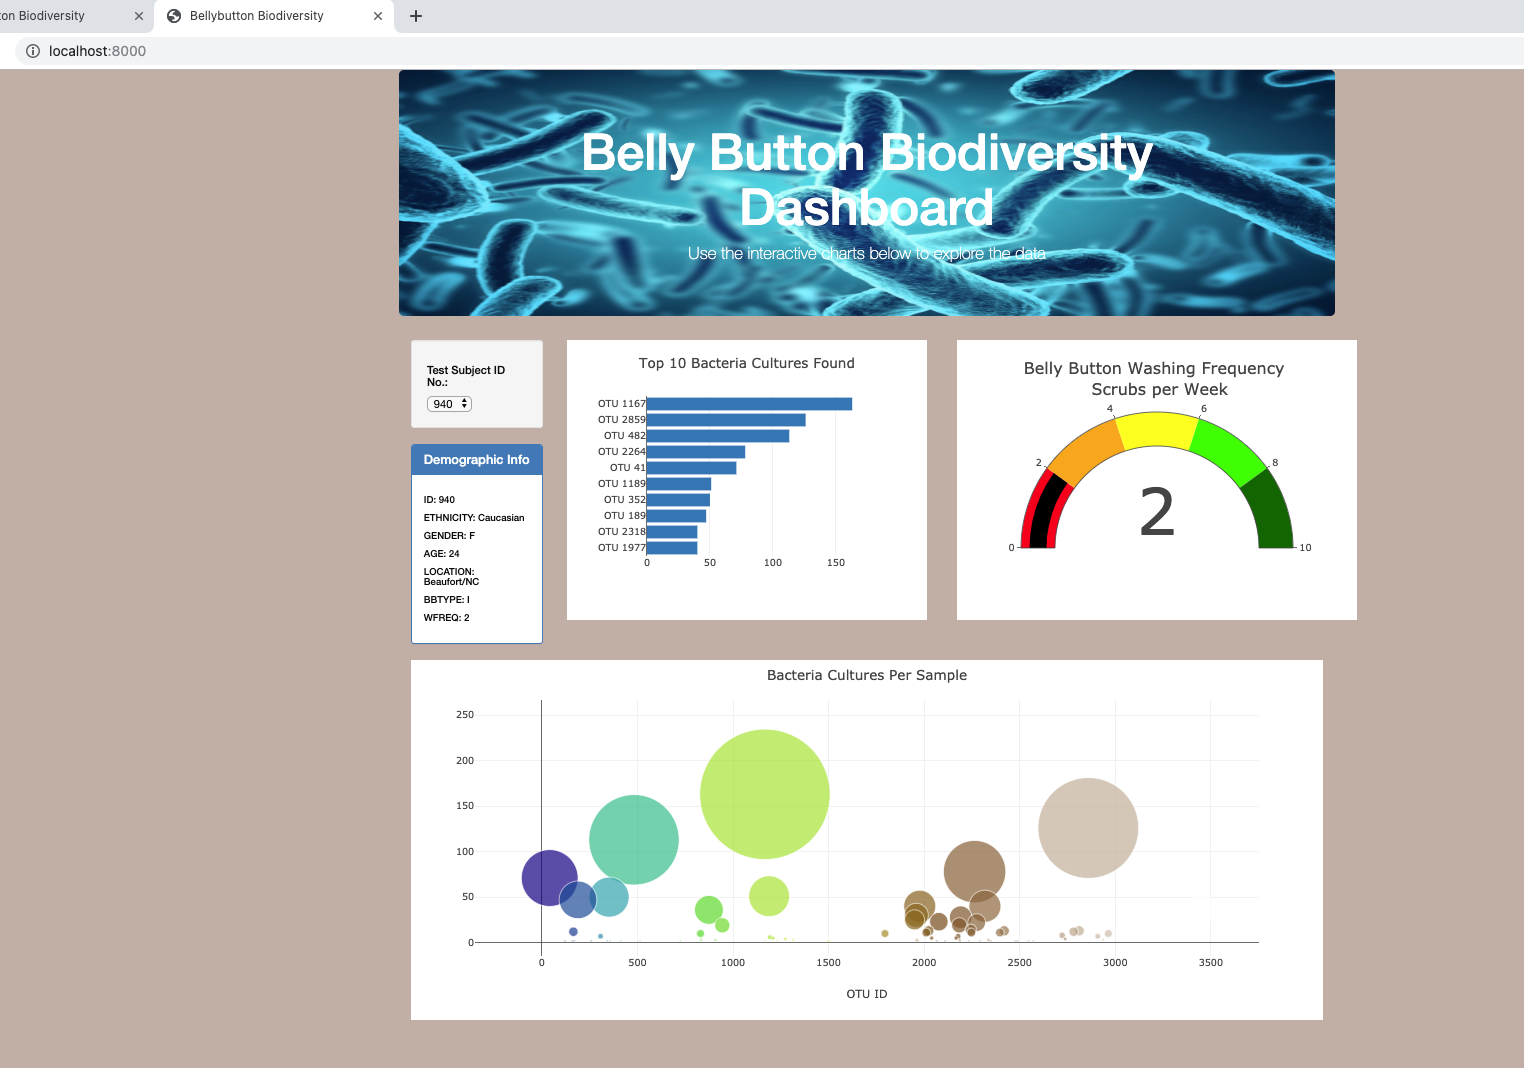 on Biodiversity
Bellybutton Biodiversity
localhost:8000
Belly Button Biodiversity
Dashboard
Use the interactive charts below to explore the data
Test Subject ID
No.:
940
Demographic Info
ID: 940
ETHNICITY: Caucasian
GENDER: F
AGE: 24
LOCATION:
Beaufort/NC
BBTYPE: I
WFREQ: 2
Top 10 Bacteria Cultures Found
OTU 1167
OTU 2859
OTU 482
OTU 2264
OTU 41
OTU 1189
OTU 352
OTU 189
OTU 2318
OTU 1977
0 50 100 150
Belly Button Washing Frequency
Scrubs per Week
4 6
2 8
2
0 10
Bacteria Cultures Per Sample
250
200
150
100
50
0
0 500 1000 1500 2000 2500 3000 3500
OTU ID